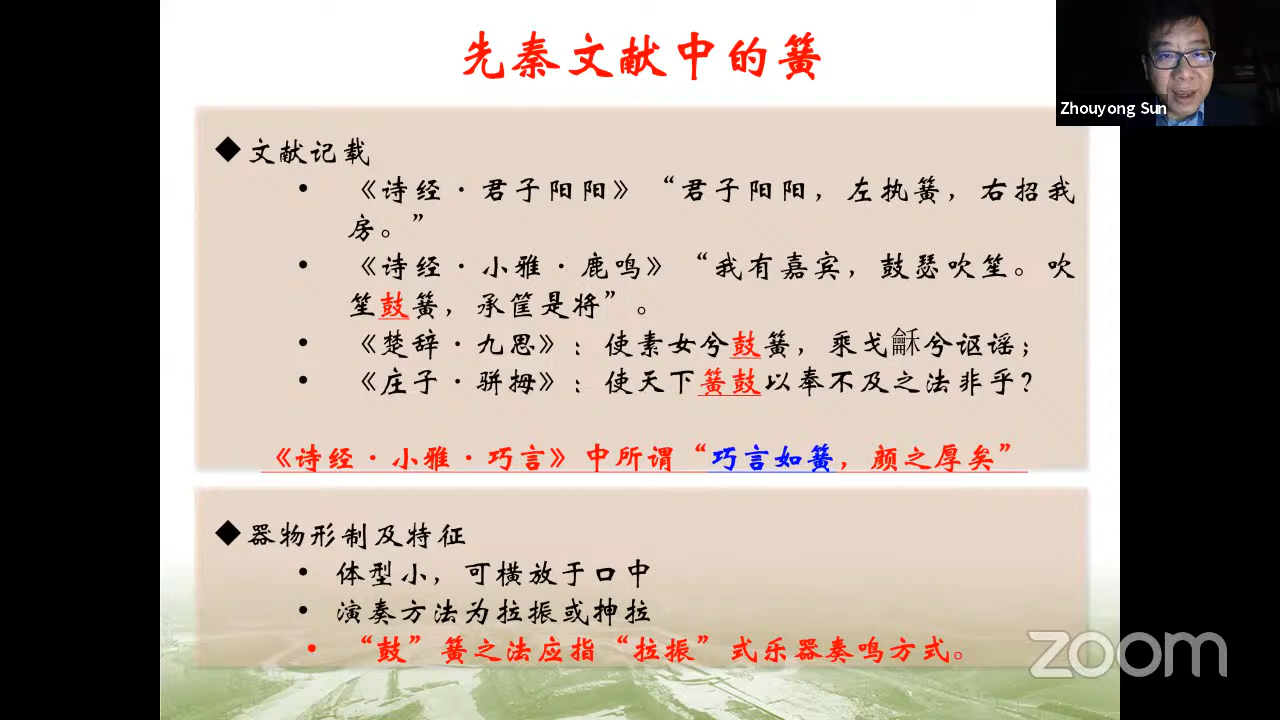 先秦文献中的簧
Zhouyong Sun
◆文献记载
• 《诗经·君子阳阳》“君子阳阳，左执簧，右招我
房。”
• 《诗经·小雅·鹿鸣》“我有嘉宾，鼓瑟吹笙。吹
笙鼓簧，承筐是将”。
• 《楚辞·九思》：使素女兮鼓簧，乘戈龢兮讴谣；
• 《庄子·骈拇》：使天下簧鼓以奉不及之法非乎？
《诗经·小雅·巧言》中所谓“巧言如簧，颜之厚矣”
◆器物形制及特征
• 体型小，可横放于口中
• 演奏方法为拉振或抻拉
• “鼓”簧之法应指“拉振”式乐器奏鸣方式。
zoom